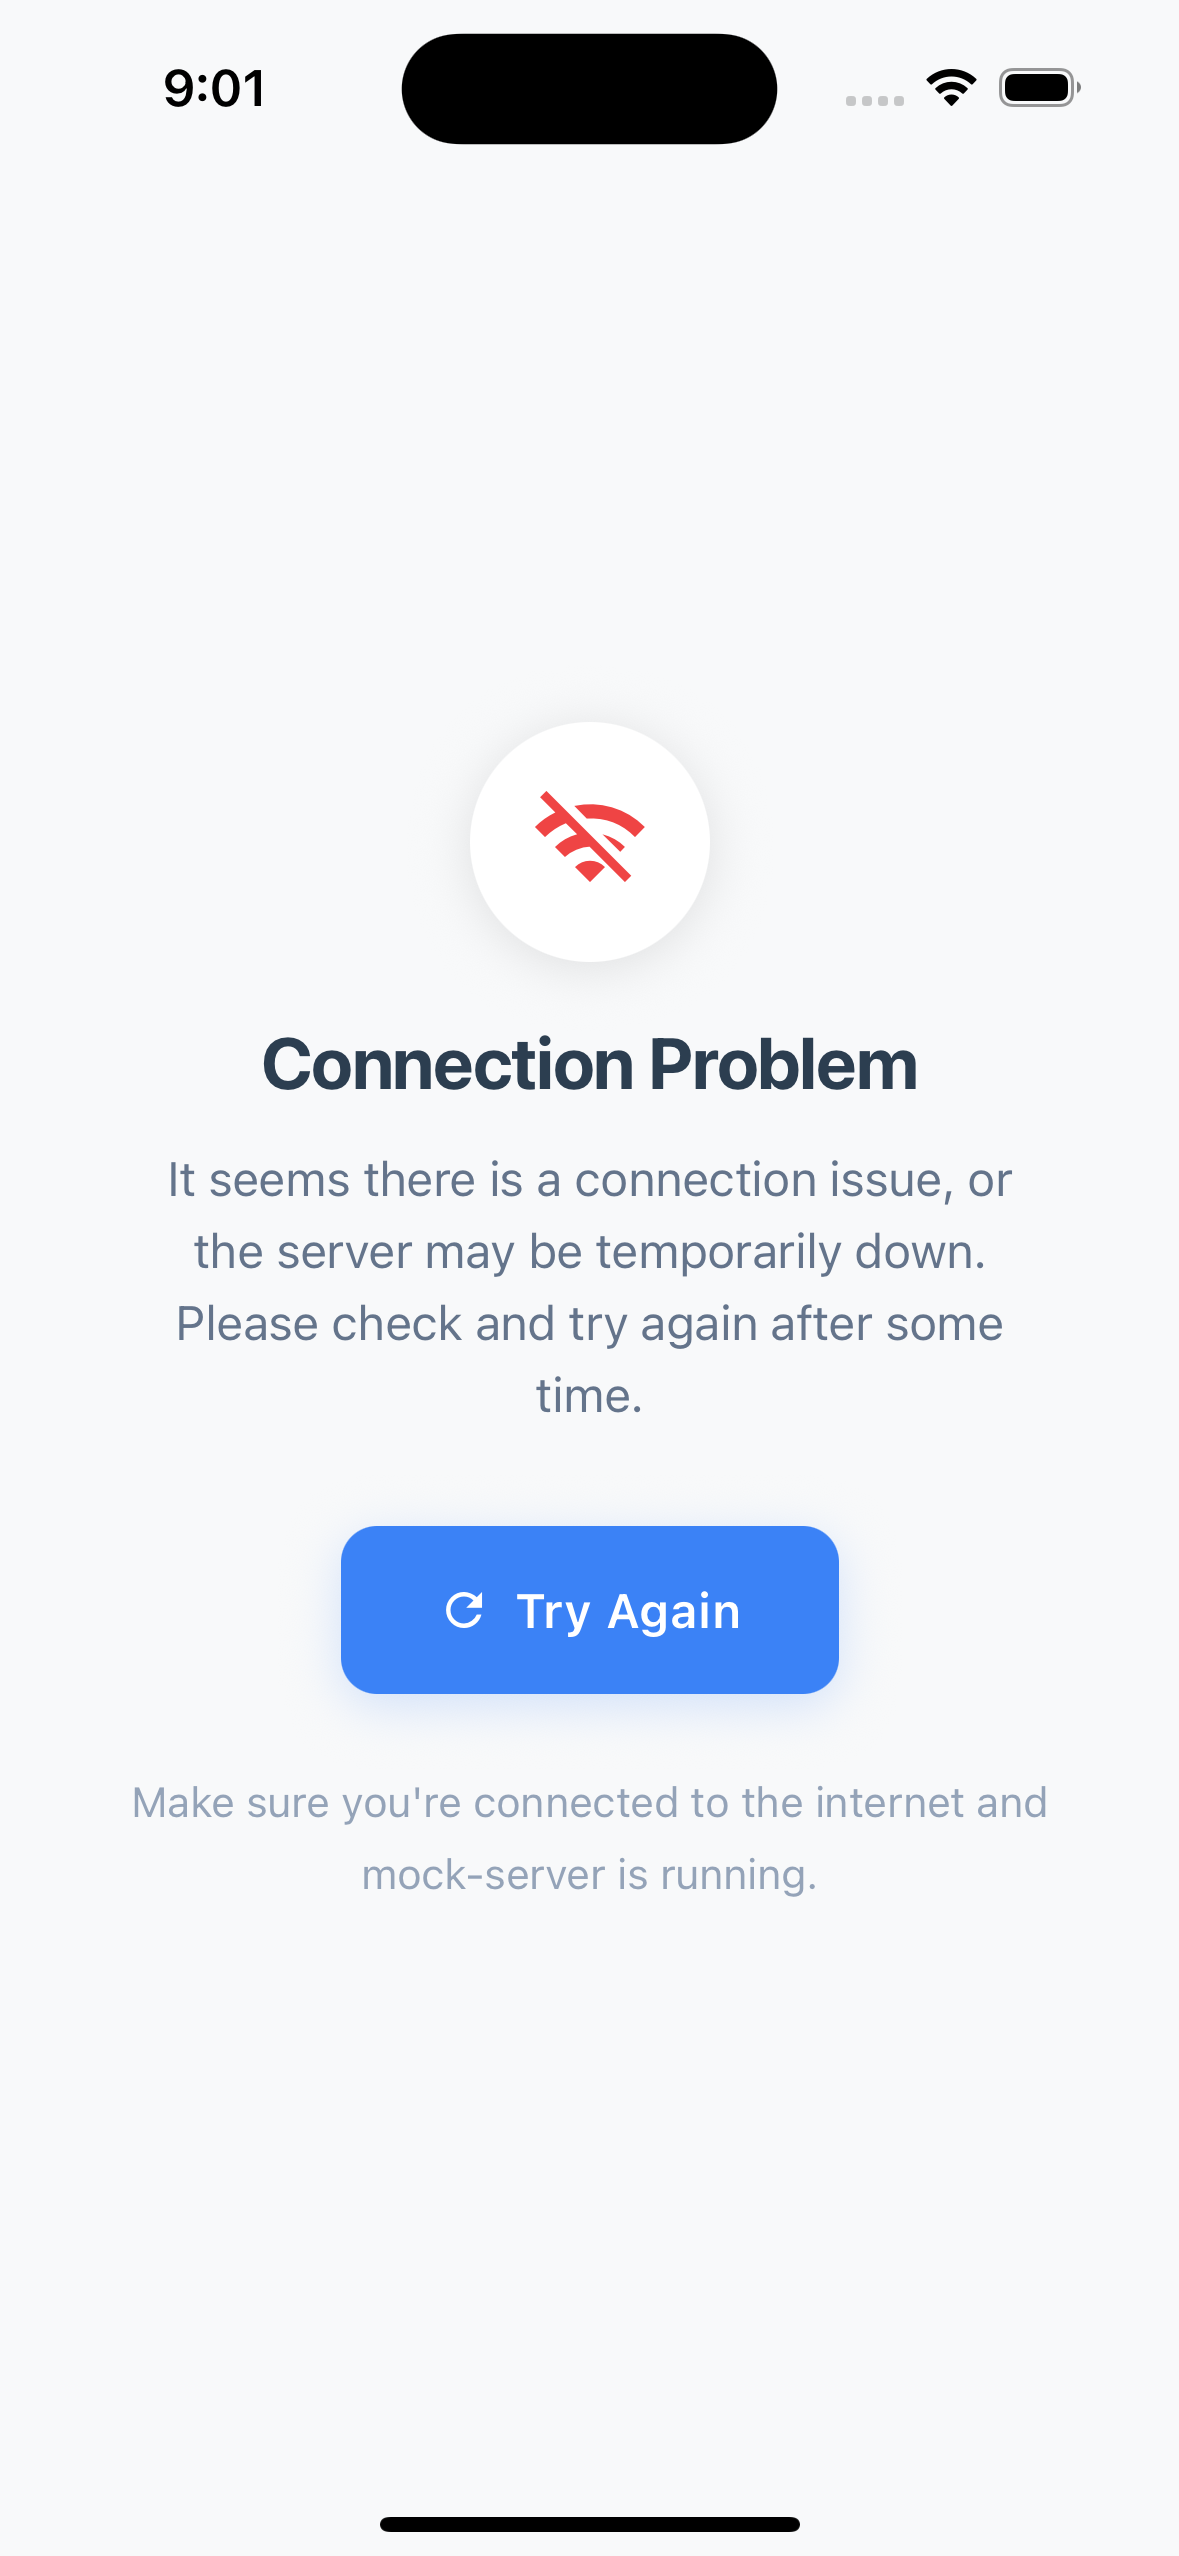 9:01
Connection Problem
It seems there is a connection issue, or
the server may be temporarily down.
Please check and try again after some
time.
Try Again
Make sure you're connected to the internet and
mock-server is running.